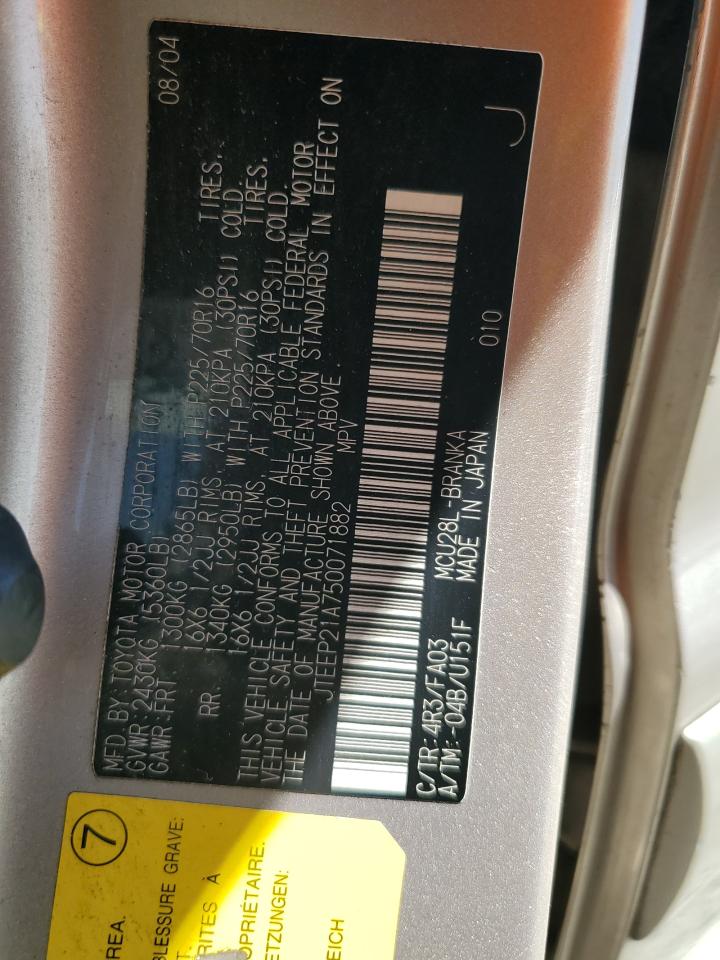 MFD.BY:TOYOTA MOTOR CORPORATION 08/04
GVWR:2430KG (5360LB)
GAWR:FRT. 1300KG (2865LB) WITH P225/70R16 TIRES,
16X6 1/2JJ RIMS, AT 210KPA (30PSI) COLD.
RR. 1340KG (2950LB) WITH P225/70R16 TIRES,
16X6 1/2JJ RIMS, AT 210KPA (30PSI) COLD.
THIS VEHICLE CONFORMS TO ALL APPLICABLE FEDERAL MOTOR
VEHICLE SAFETY AND THEFT PREVENTION STANDARDS IN EFFECT ON
THE DATE OF MANUFACTURE SHOWN ABOVE.
JTEEP21A750071882 MPV
C/TR:4R3/FA03 MCU28L-BRANKA 010
A/TM:-04B/U151F MADE IN JAPAN J
7
REA.
BLESSURE GRAVE:
T.
RITES À
OPRIÉTAIRE.
ETZUNGEN:
EICH